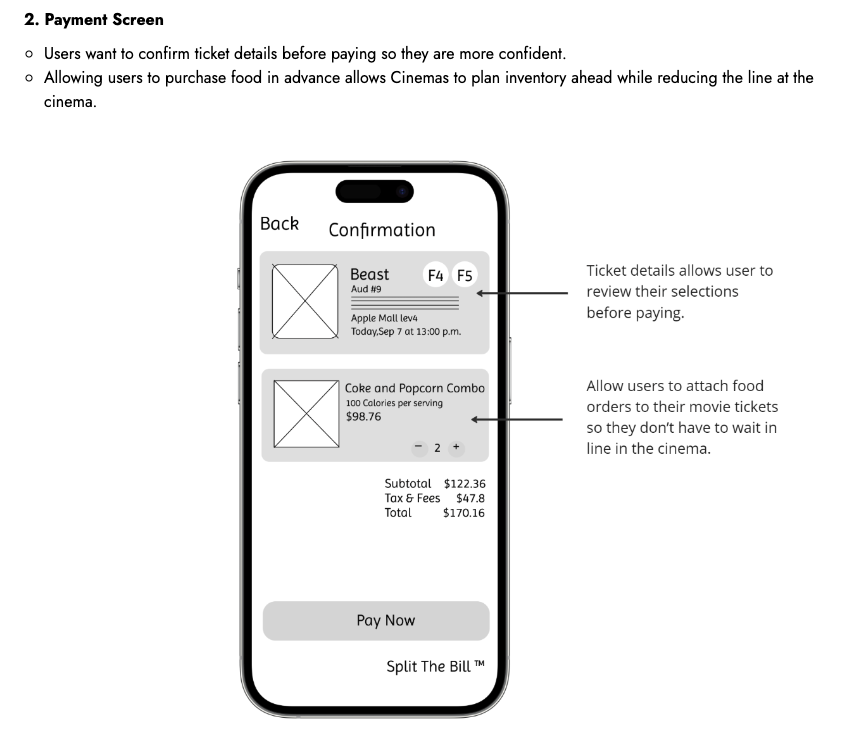 2. Payment Screen
Users want to confirm ticket details before paying so they are more confident.
Allowing users to purchase food in advance allows Cinemas to plan inventory ahead while reducing the line at the
cinema.
Back
Confirmation
Beast F4 F5
Aud #9
Apple Mall lev4
Today,Sep 7 at 13:00 p.m.
Ticket details allows user to
review their selections
before paying.
Coke and Popcorn Combo
100 Calories per serving
$98.76
− 2 +
Allow users to attach food
orders to their movie tickets
so they don’t have to wait in
line in the cinema.
Subtotal $122.36
Tax & Fees $47.8
Total $170.16
Pay Now
Split The Bill ™